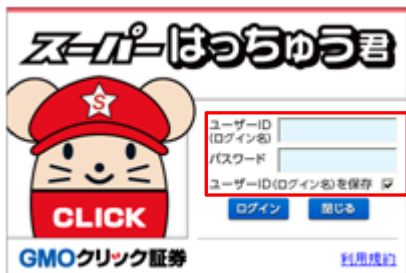 スーパーはっちゅう君
S
CLICK
GMOクリック証券
ユーザーID
(ログイン名)
パスワード
ユーザーID(ログイン名)を保存
ログイン 閉じる
利用規約